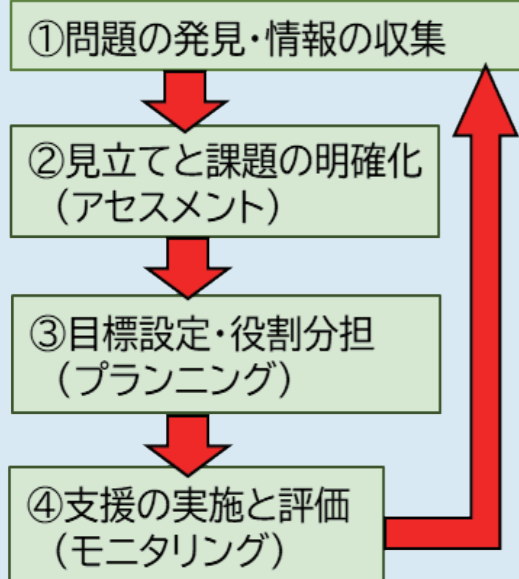 ①問題の発見・情報の収集
②見立てと課題の明確化
（アセスメント）
③目標設定・役割分担
（プランニング）
④支援の実施と評価
（モニタリング）